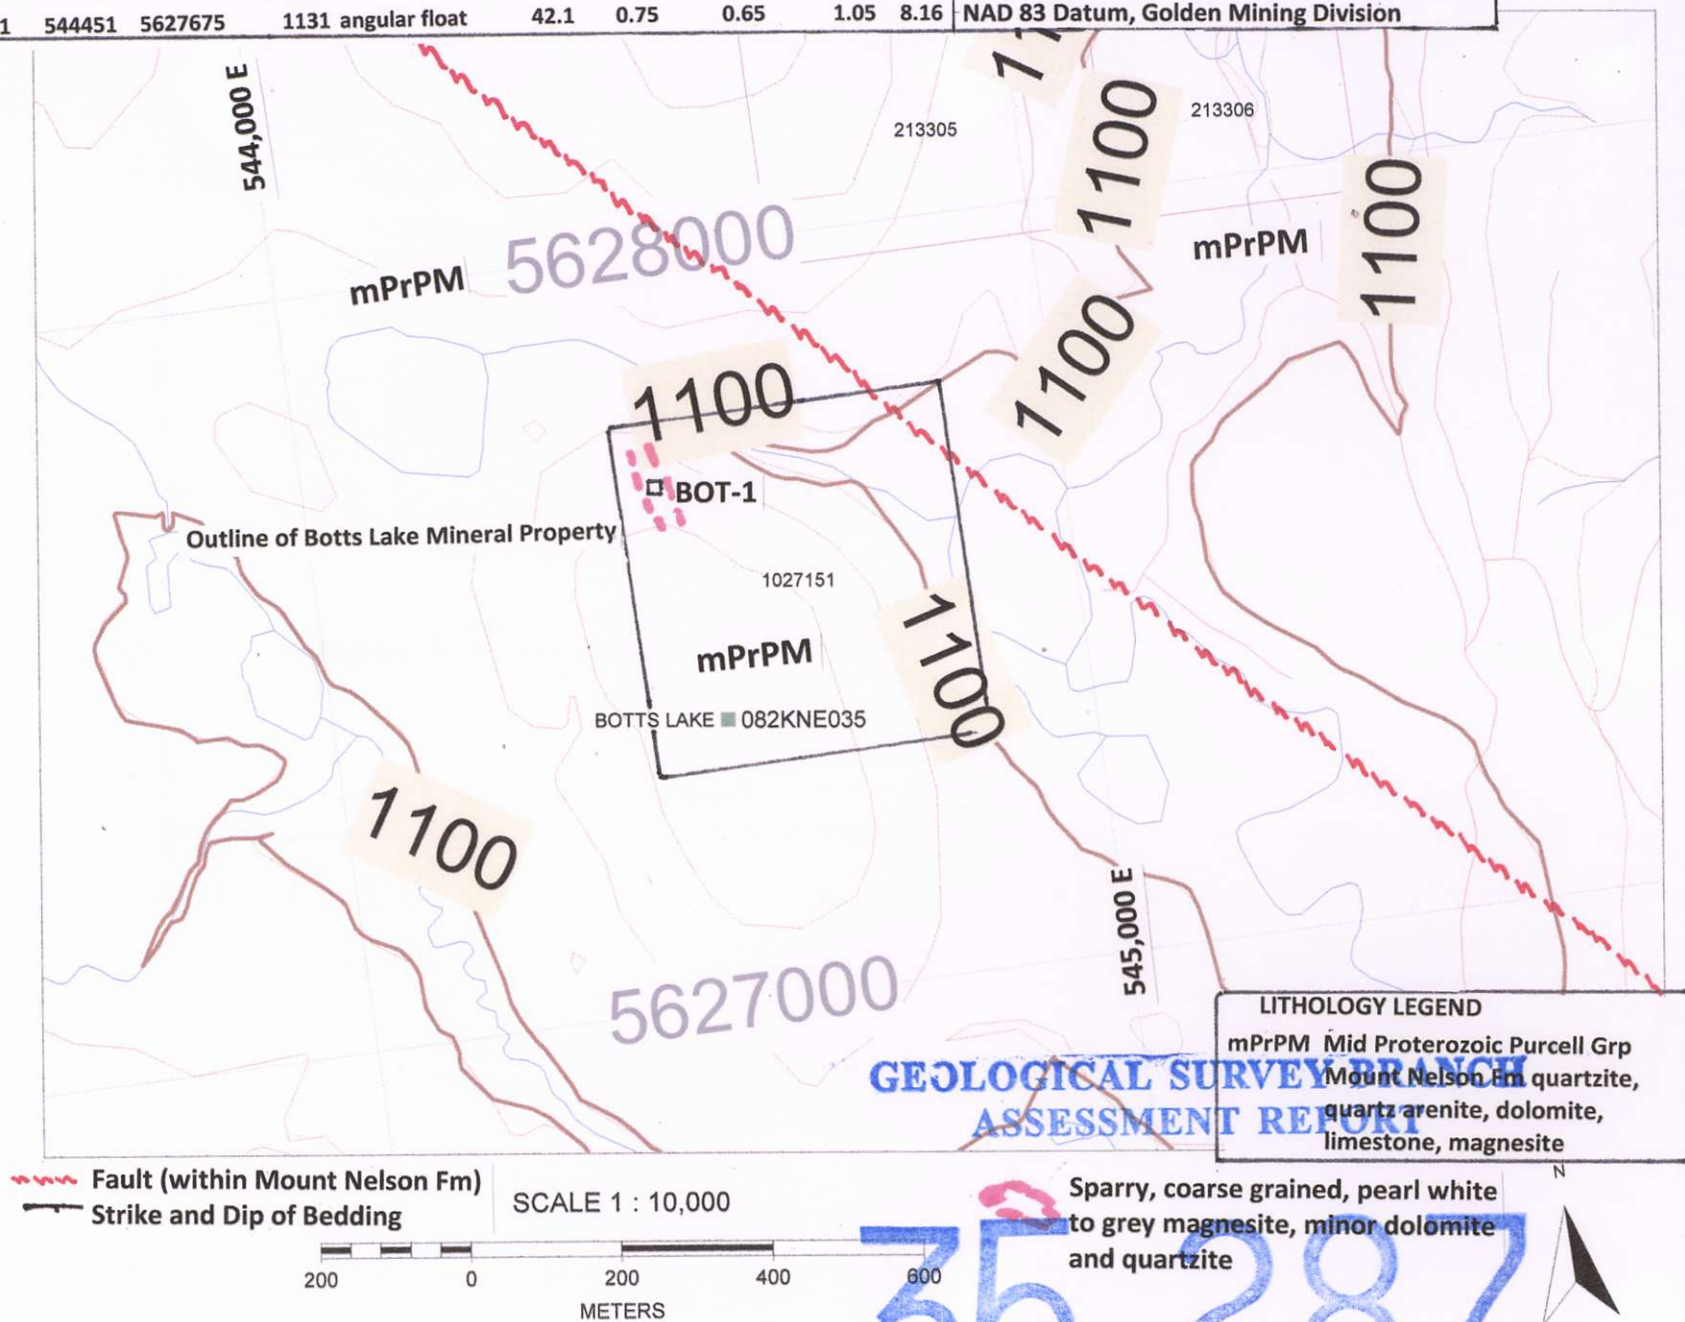 1 544451 5627675 1131 angular float 42.1 0.75 0.65 1.05 8.16 NAD 83 Datum, Golden Mining Division
544,000 E
11
1100
213305
213306
1100
mPrPM
5628000
mPrPM
1100
1100
BOT-1
Outline of Botts Lake Mineral Property
1027151
mPrPM
1100
BOTTS LAKE 082KNE035
1100
545,000 E
5627000
LITHOLOGY LEGEND
mPrPM Mid Proterozoic Purcell Grp
Mount Nelson Fm quartzite,
quartz arenite, dolomite,
limestone, magnesite
GEOLOGICAL SURVEY BRANCH
ASSESSMENT REPORT
Fault (within Mount Nelson Fm)
Strike and Dip of Bedding
SCALE 1 : 10,000
200 0 200 400 600
METERS
Sparry, coarse grained, pearl white
to grey magnesite, minor dolomite
and quartzite
35 287
N